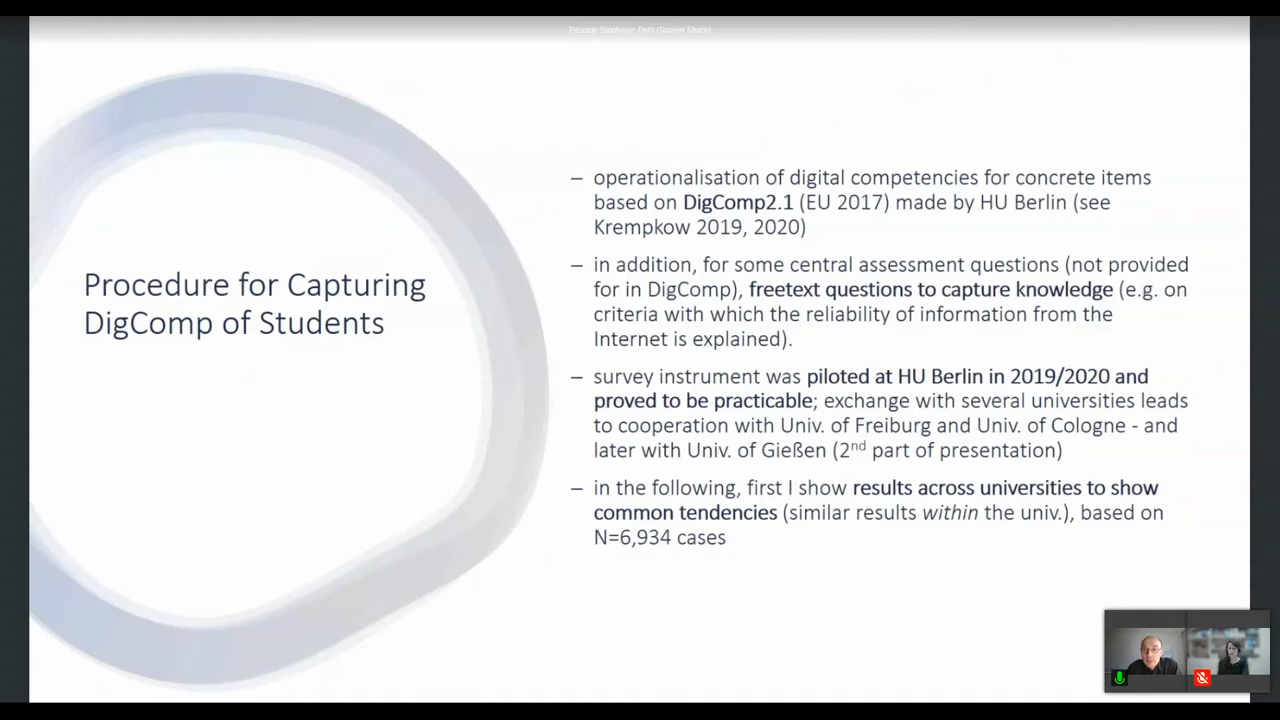 Pascale Stephanie Petri (Screen Share)
Procedure for Capturing
DigComp of Students
– operationalisation of digital competencies for concrete items
based on DigComp2.1 (EU 2017) made by HU Berlin (see
Krempkow 2019, 2020)
– in addition, for some central assessment questions (not provided
for in DigComp), freetext questions to capture knowledge (e.g. on
criteria with which the reliability of information from the
Internet is explained).
– survey instrument was piloted at HU Berlin in 2019/2020 and
proved to be practicable; exchange with several universities leads
to cooperation with Univ. of Freiburg and Univ. of Cologne - and
later with Univ. of Gießen (2nd part of presentation)
– in the following, first I show results across universities to show
common tendencies (similar results within the univ.), based on
N=6,934 cases